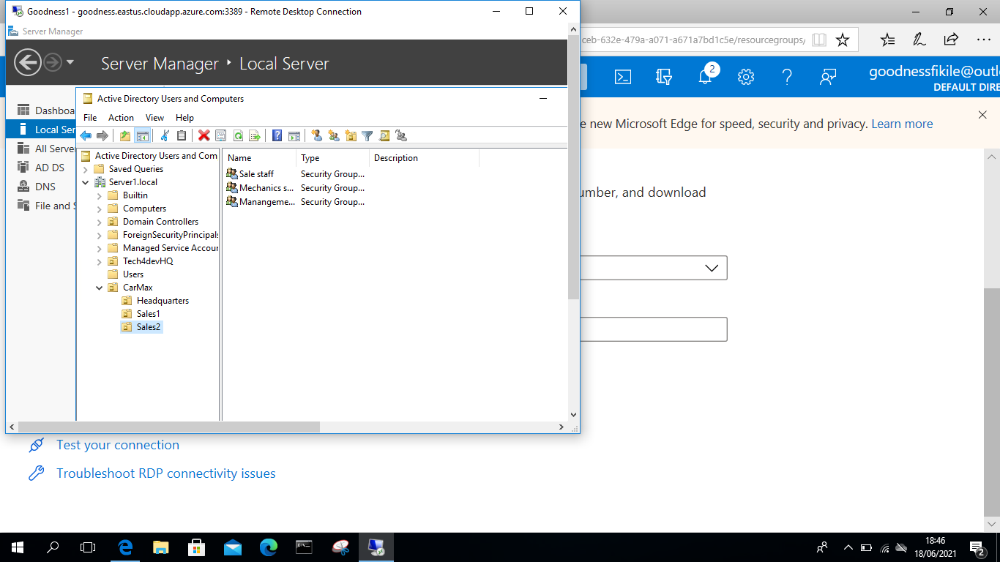 Goodness1 - goodness.eastus.cloudapp.azure.com:3389 - Remote Desktop Connection
Server Manager
Server Manager
Local Server
Dashboa
Local Ser
All Serve
AD DS
DNS
File and S
Active Directory Users and Computers
File Action View Help
Active Directory Users and Com
Saved Queries
Server1.local
Builtin
Computers
Domain Controllers
ForeignSecurityPrincipals
Managed Service Accour
Tech4devHQ
Users
CarMax
Headquarters
Sales1
Sales2
Name Type Description
Sale staff Security Group...
Mechanics s... Security Group...
Manangeme... Security Group...
ceb-632e-479a-a071-a671a7bd1c5e/resourcegroups/
2
goodnessfikile@outl
DEFAULT DIRE
e new Microsoft Edge for speed, security and privacy. Learn more
umber, and download
Test your connection
Troubleshoot RDP connectivity issues
18:46
18/06/2021
2